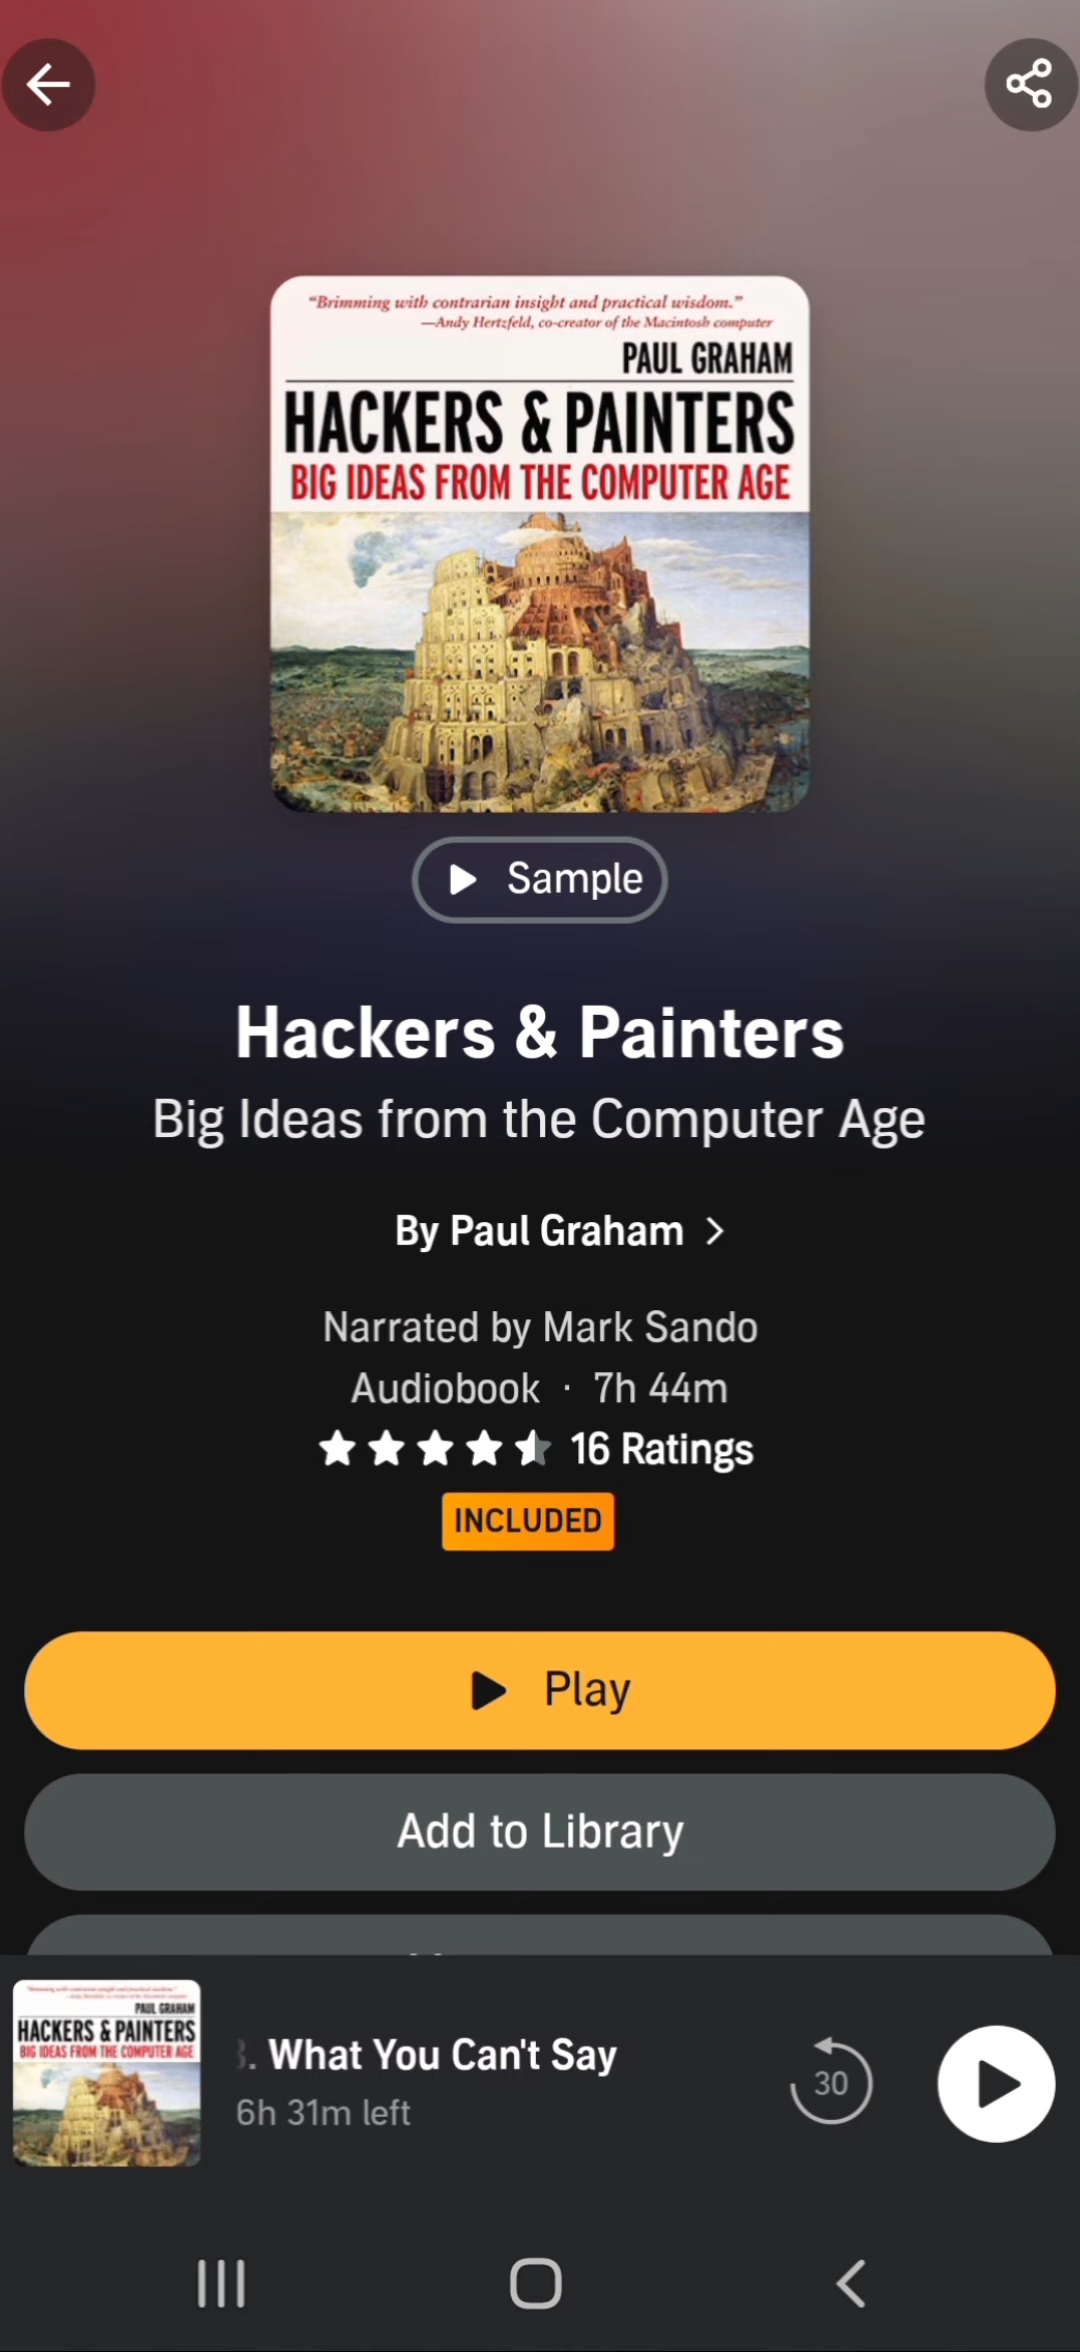 “Brimming with contrarian insight and practical wisdom.”
—Andy Hertzfeld, co-creator of the Macintosh computer
PAUL GRAHAM
HACKERS & PAINTERS
BIG IDEAS FROM THE COMPUTER AGE
Sample
Hackers & Painters
Big Ideas from the Computer Age
By Paul Graham
Narrated by Mark Sando
Audiobook · 7h 44m
16 Ratings
INCLUDED
Play
Add to Library
PAUL GRAHAM
HACKERS & PAINTERS
BIG IDEAS FROM THE COMPUTER AGE
. What You Can't Say
6h 31m left
30